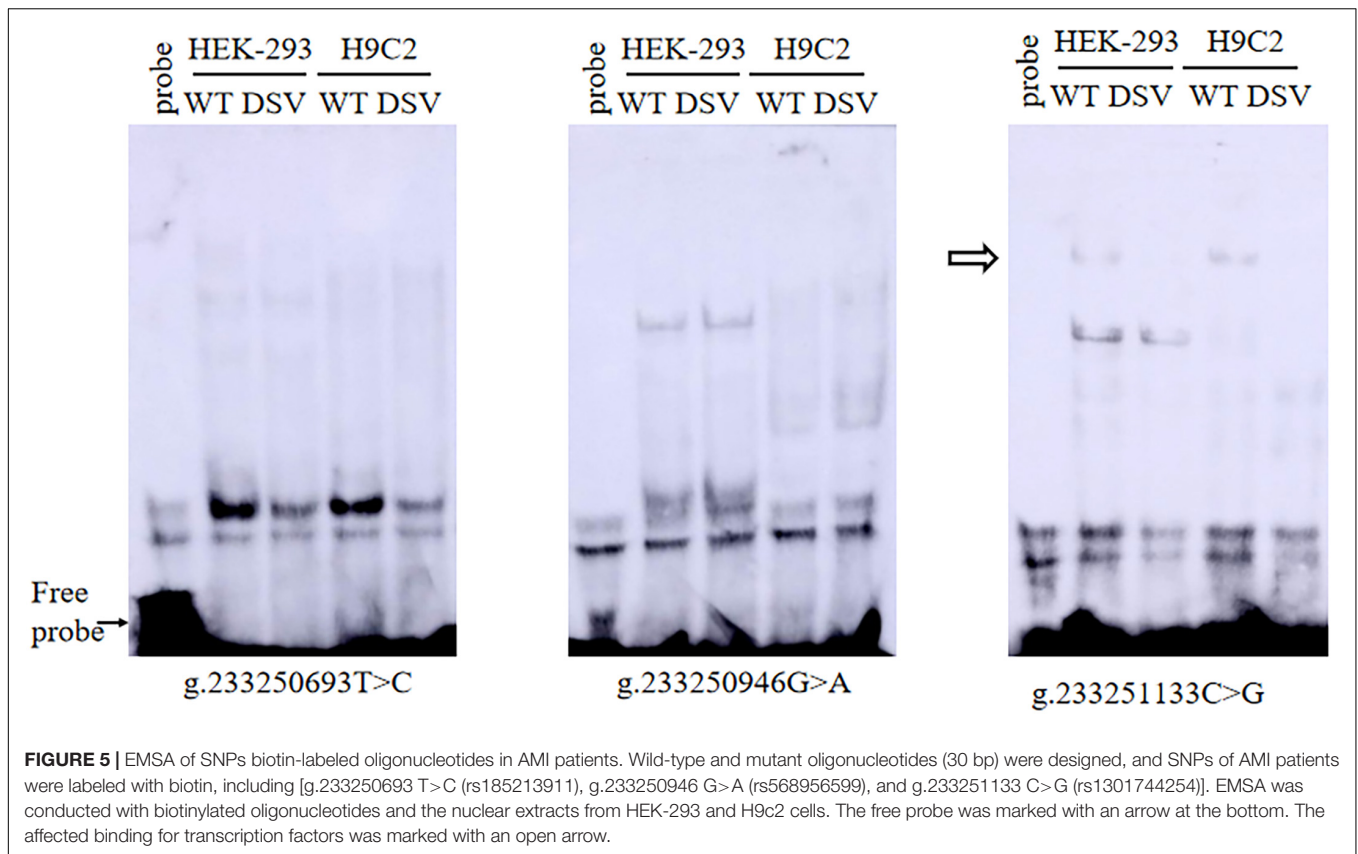 probe HEK-293 H9C2
WT DSV WT DSV
probe HEK-293 H9C2
WT DSV WT DSV
probe HEK-293 H9C2
WT DSV WT DSV
Free
probe
g.233250693T>C
g.233250946G>A
g.233251133C>G
FIGURE 5 | EMSA of SNPs biotin-labeled oligonucleotides in AMI patients. Wild-type and mutant oligonucleotides (30 bp) were designed, and SNPs of AMI patients
were labeled with biotin, including [g.233250693 T>C (rs185213911), g.233250946 G>A (rs568956599), and g.233251133 C>G (rs1301744254)]. EMSA was
conducted with biotinylated oligonucleotides and the nuclear extracts from HEK-293 and H9c2 cells. The free probe was marked with an arrow at the bottom. The
affected binding for transcription factors was marked with an open arrow.